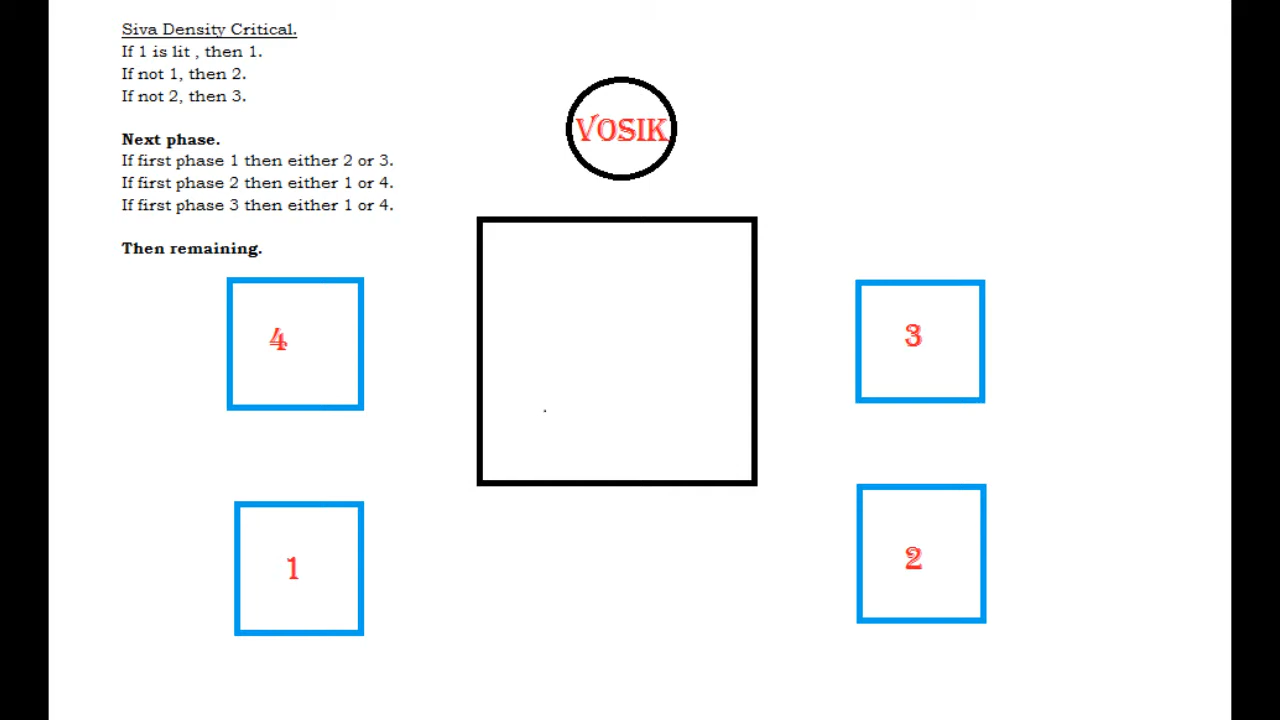 Siva Density Critical.
If 1 is lit , then 1.
If not 1, then 2.
If not 2, then 3.
Next phase.
If first phase 1 then either 2 or 3.
If first phase 2 then either 1 or 4.
If first phase 3 then either 1 or 4.
Then remaining.
VOSIK
4
3
1
2